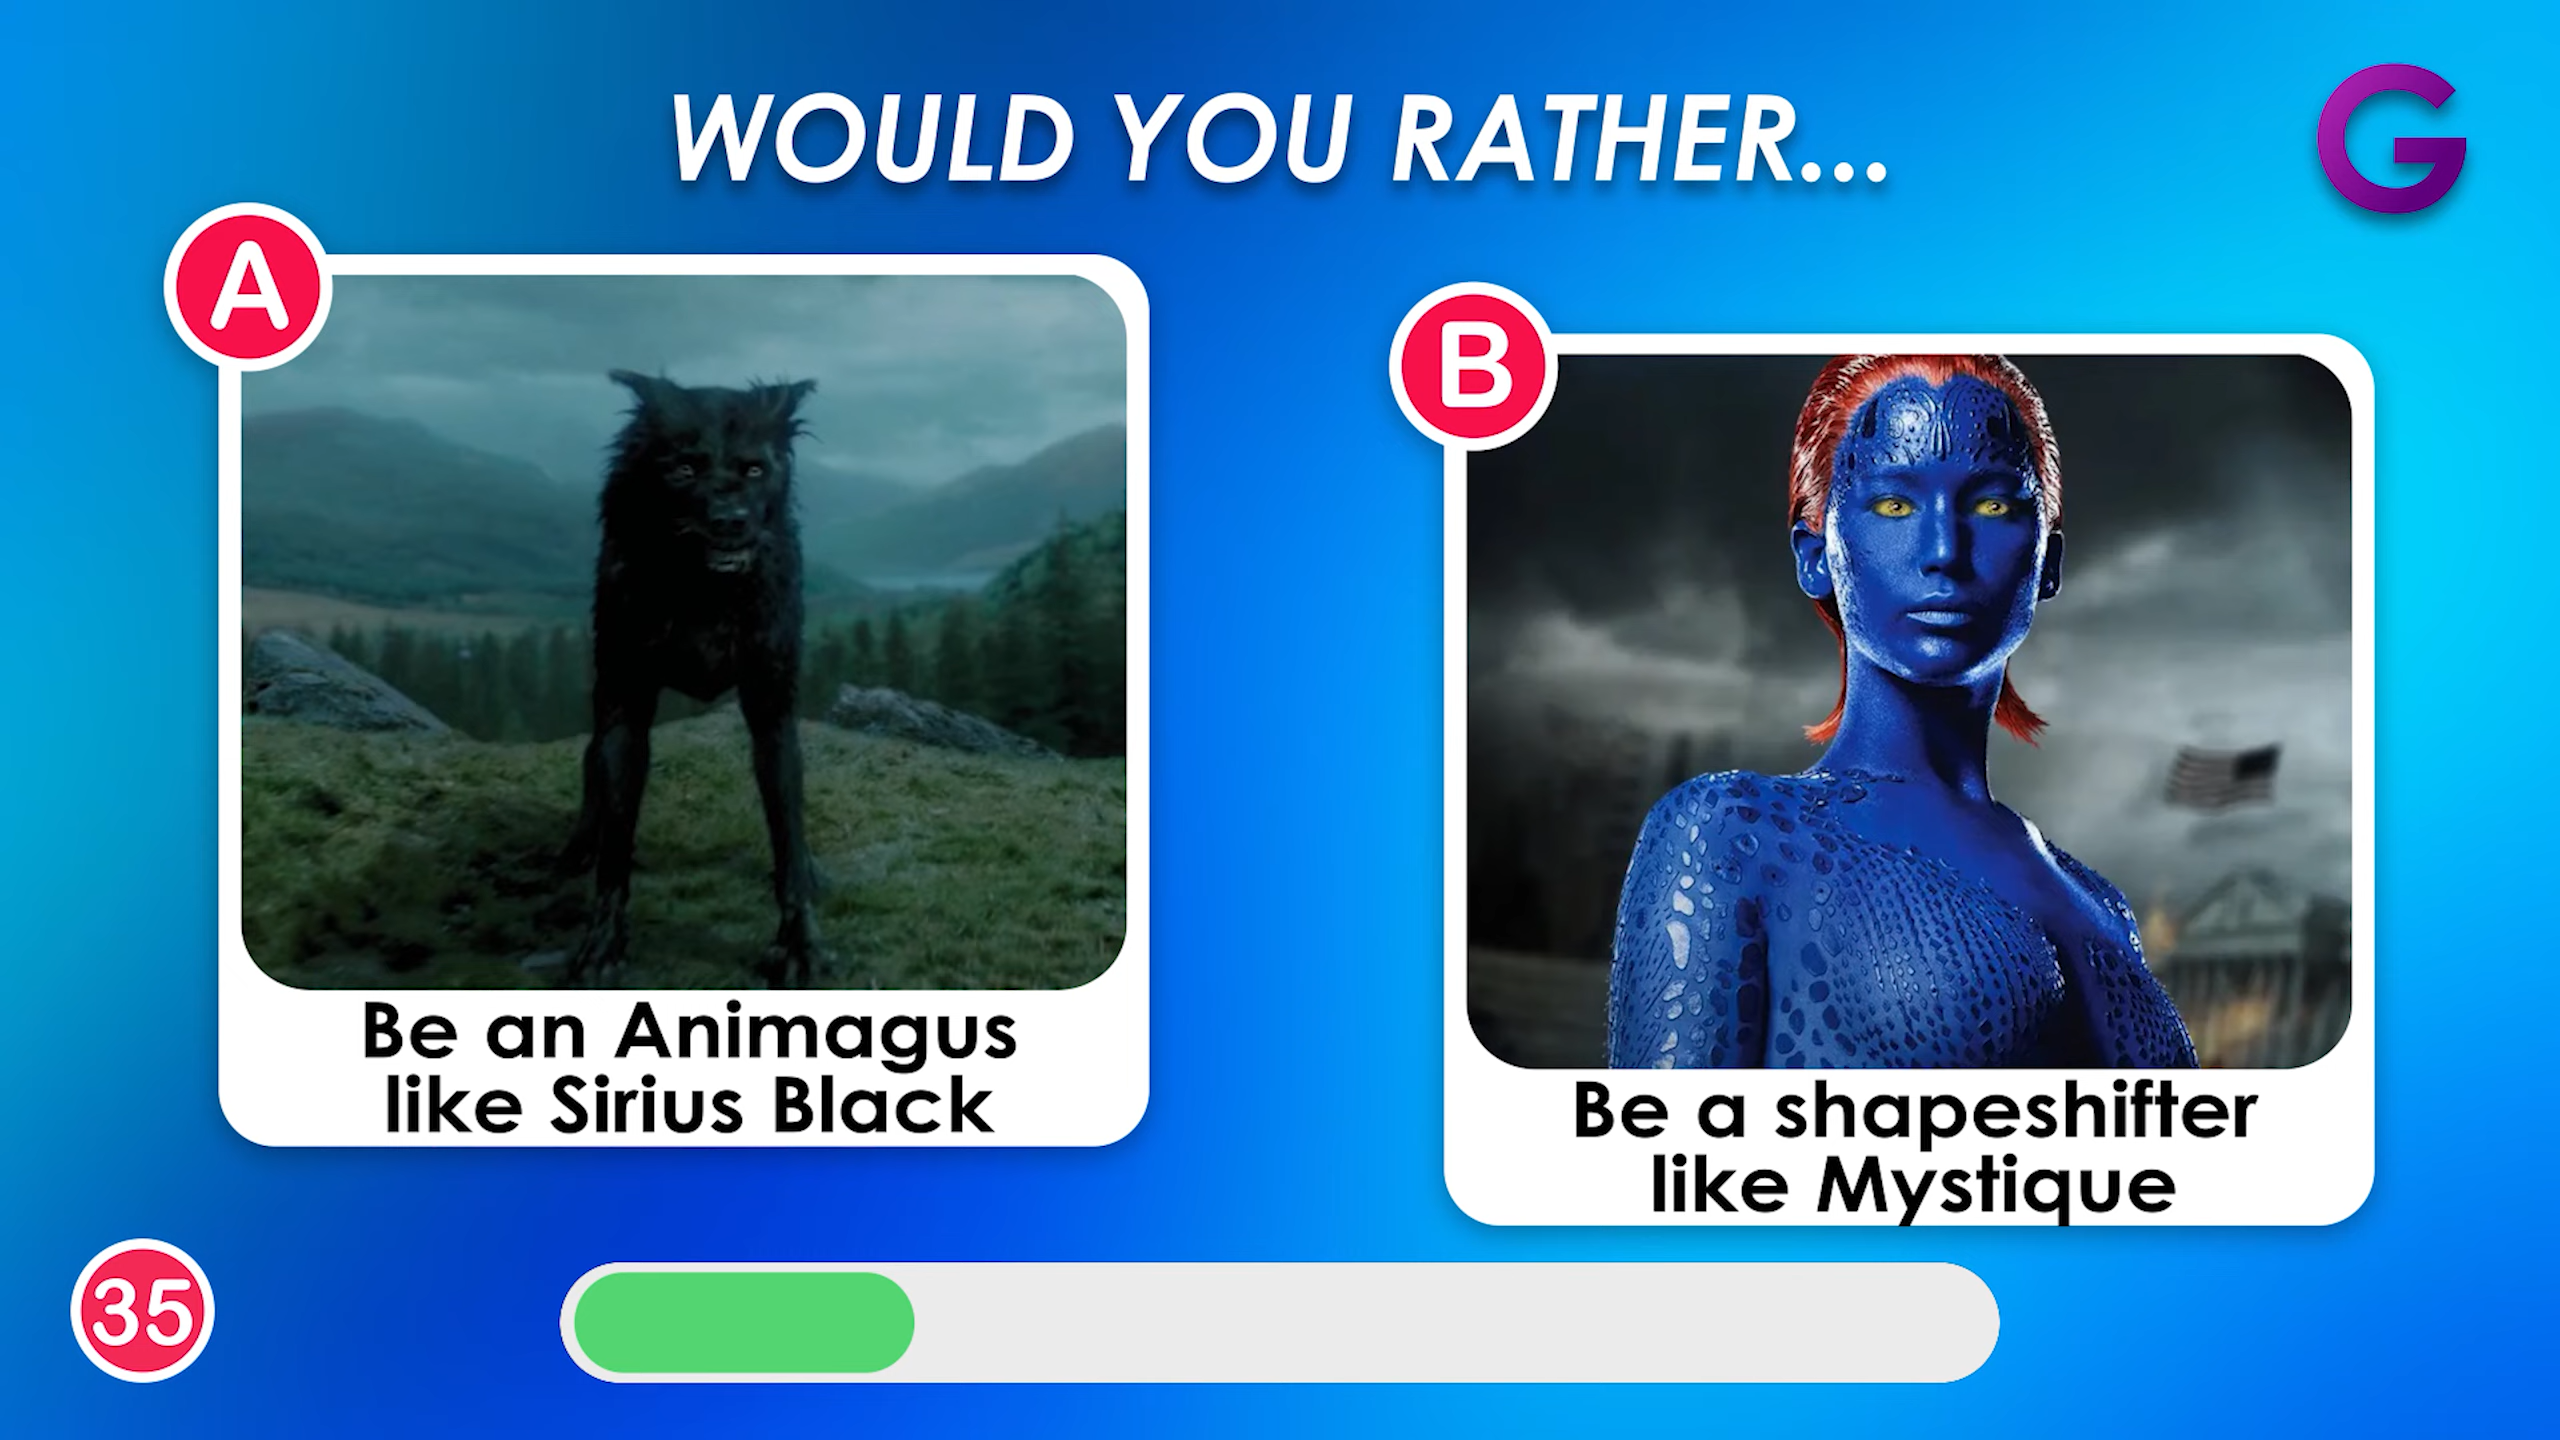 WOULD YOU RATHER...
G
A
Be an Animagus
like Sirius Black
B
Be a shapeshifter
like Mystique
35